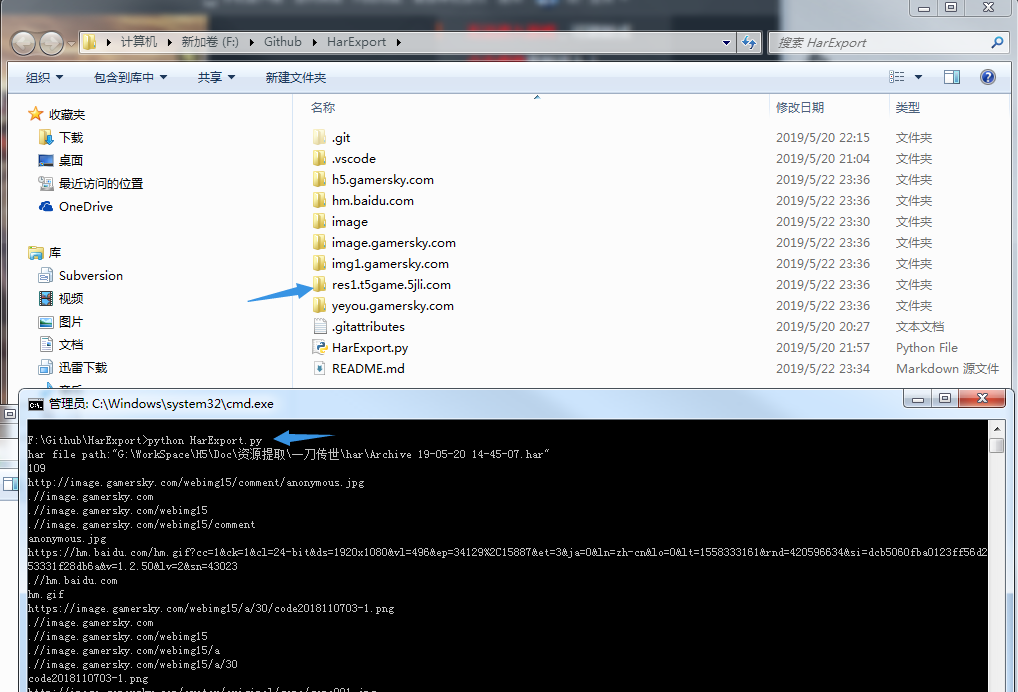 计算机 新加卷 (F:) Github HarExport
搜索 HarExport
组织 包含到库中 共享 新建文件夹
收藏夹
下载
桌面
最近访问的位置
OneDrive
库
Subversion
视频
图片
文档
迅雷下载
名称 修改日期 类型
.git 2019/5/20 22:15 文件夹
.vscode 2019/5/20 21:04 文件夹
h5.gamersky.com 2019/5/22 23:36 文件夹
hm.baidu.com 2019/5/22 23:36 文件夹
image 2019/5/22 23:30 文件夹
image.gamersky.com 2019/5/22 23:36 文件夹
img1.gamersky.com 2019/5/22 23:36 文件夹
res1.t5game.5jli.com 2019/5/22 23:36 文件夹
yeyou.gamersky.com 2019/5/22 23:36 文件夹
.gitattributes 2019/5/20 20:27 文本文档
HarExport.py 2019/5/20 21:57 Python File
README.md 2019/5/22 23:34 Markdown 源文件
管理员: C:\Windows\system32\cmd.exe
F:\Github\HarExport>python HarExport.py
har file path:"G:\WorkSpace\H5\Doc\资源提取\一刀传世\har\Archive 19-05-20 14-45-07.har"
109
http://image.gamersky.com/webimg15/comment/anonymous.jpg
.//image.gamersky.com
.//image.gamersky.com/webimg15
.//image.gamersky.com/webimg15/comment
anonymous.jpg
https://hm.baidu.com/hm.gif?cc=1&ck=1&cl=24-bit&ds=1920x1080&vl=496&ep=34129%2C15887&et=3&ja=0&ln=zh-cn&lo=0&lt=1558333161&rnd=420596634&si=dcb5060fba0123ff56d2
53331f28db6a&v=1.2.50&lv=2&sn=43023
.//hm.baidu.com
hm.gif
https://image.gamersky.com/webimg15/a/30/code2018110703-1.png
.//image.gamersky.com
.//image.gamersky.com/webimg15
.//image.gamersky.com/webimg15/a
.//image.gamersky.com/webimg15/a/30
code2018110703-1.png